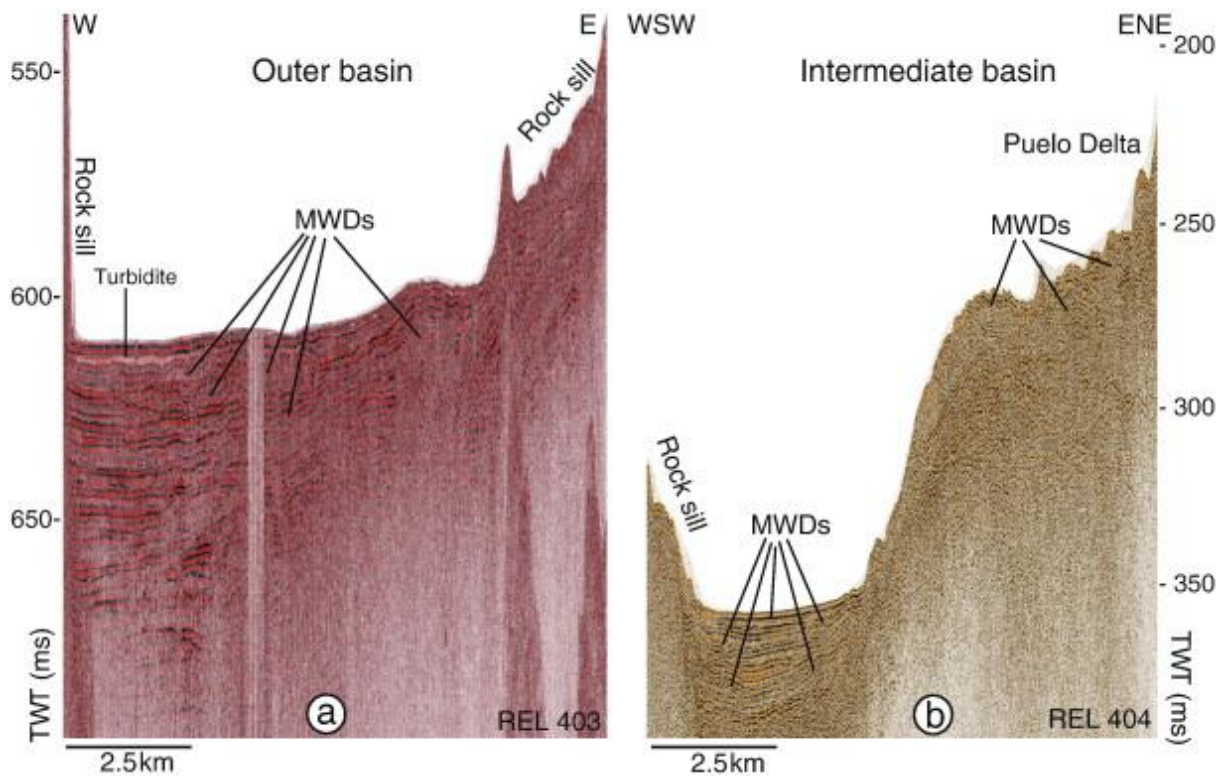 W
E
Outer basin
550-
600-
650-
TWT (ms)
Rock sill
Turbidite
MWDs
Rock sill
a
REL 403
2.5km
WSW
ENE
Intermediate basin
- 200
- 250
- 300
- 350
TWT (ms)
Puelo Delta
MWDs
Rock sill
MWDs
b
REL 404
2.5km